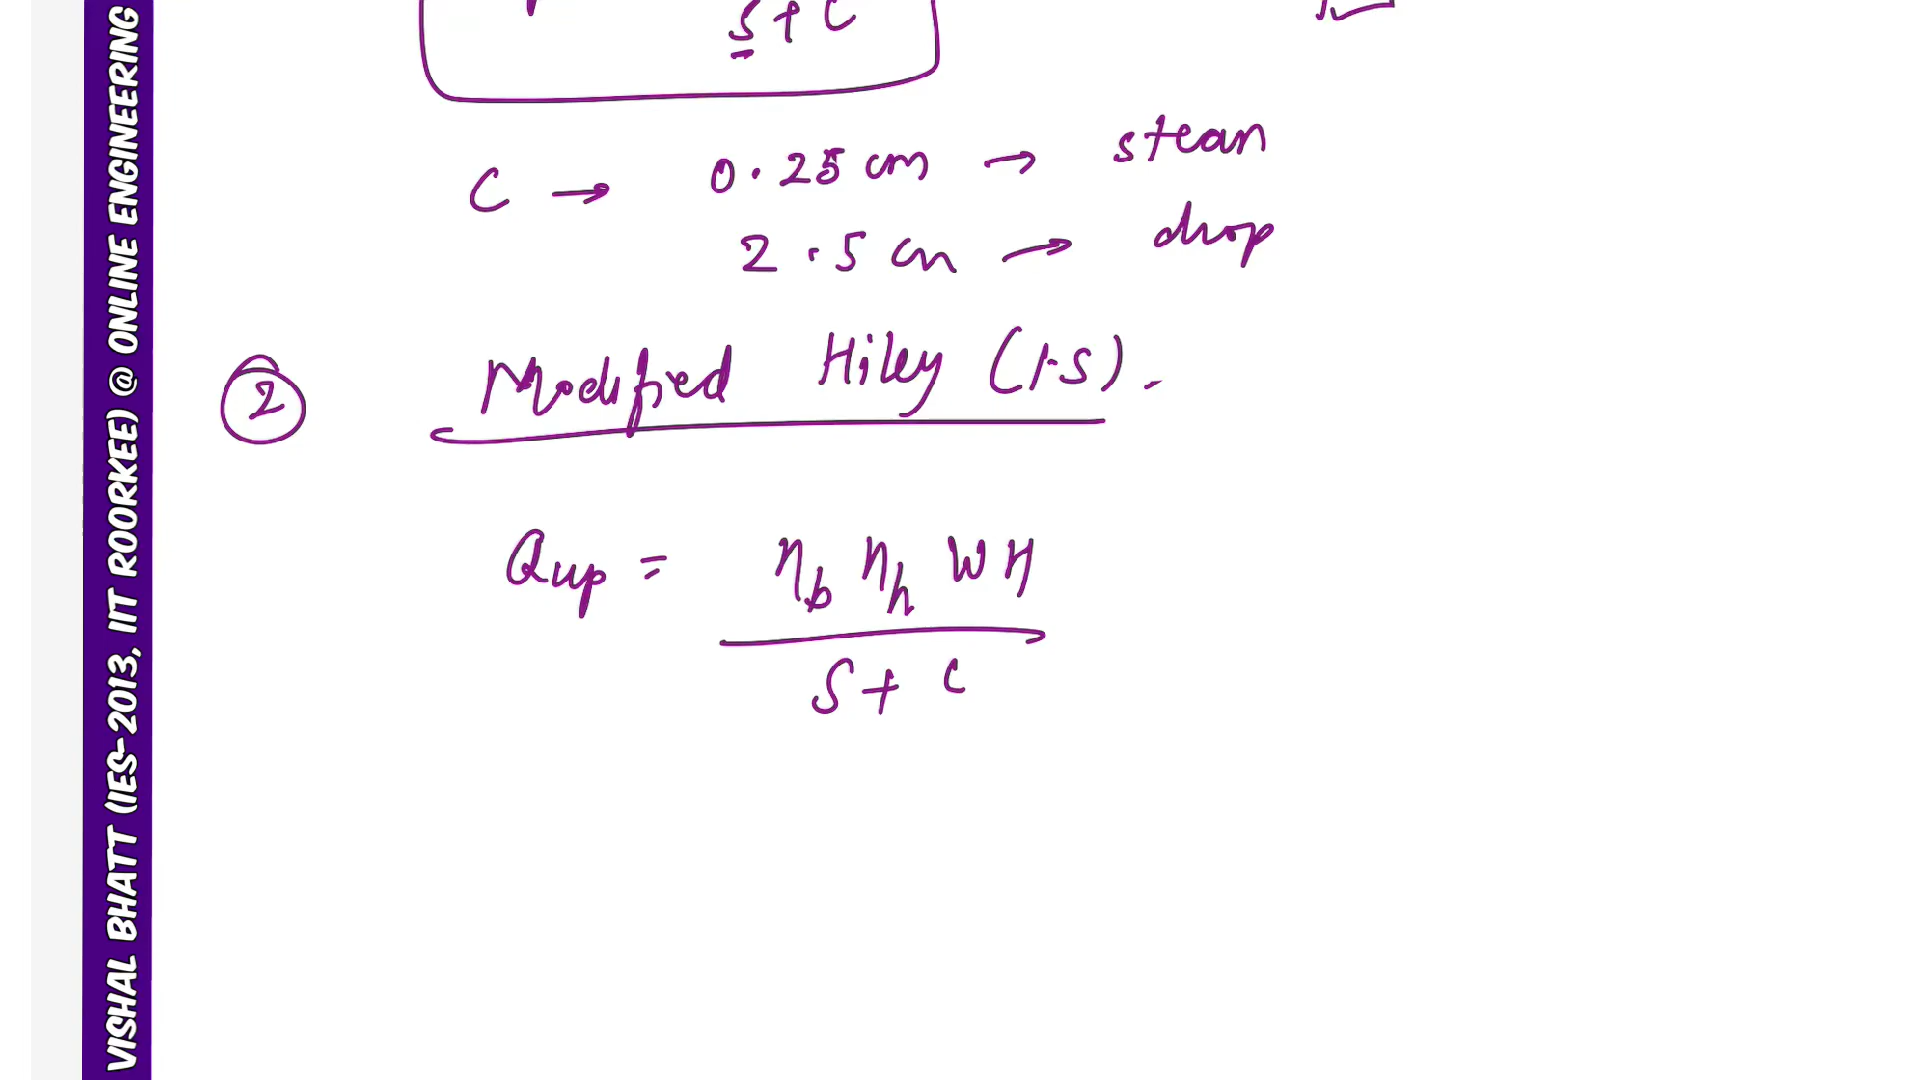 S + C
C → 0.25 cm → stean
2.5 cm → drop
2 Modified Hiley (I-S).
Qup = ηb ηh W H
S + C
VISHAL BHATT (IES-2013, IIT ROORKEE) @ ONLINE ENGINEERING